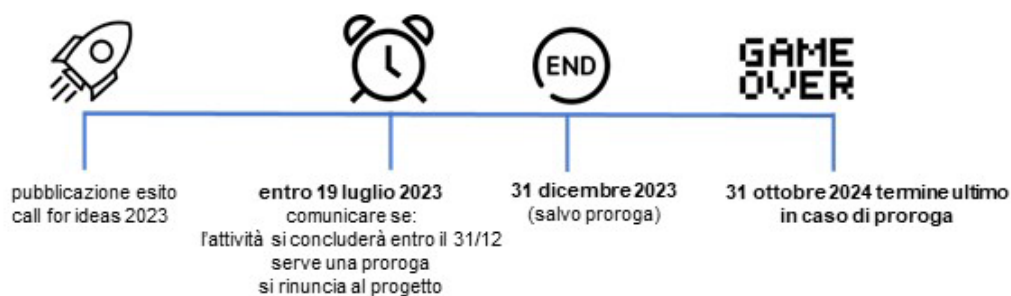 END
GAME
OVER
pubblicazione esito
call for ideas 2023
entro 19 luglio 2023
comunicare se:
l'attività si concluderà entro il 31/12
serve una proroga
si rinuncia al progetto
31 dicembre 2023
(salvo proroga)
31 ottobre 2024 termine ultimo
in caso di proroga